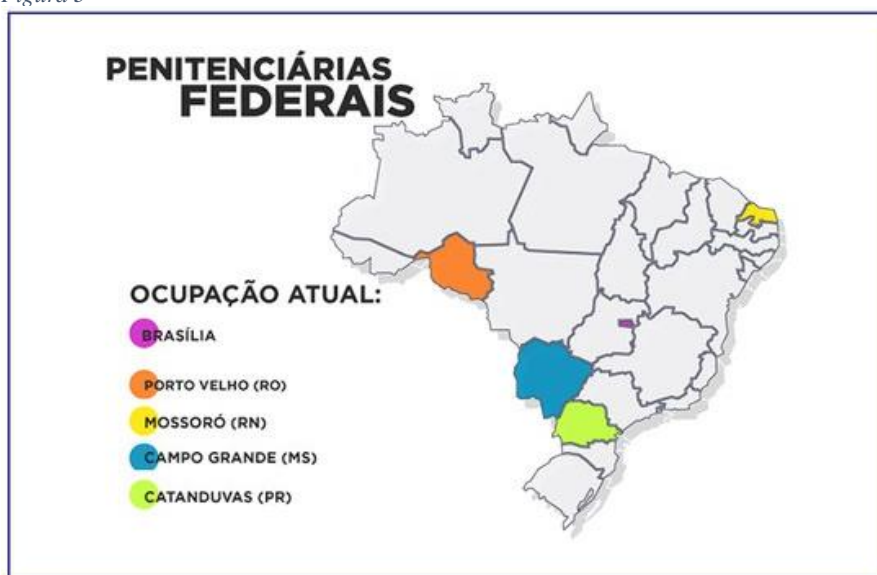 PENITENCIÁRIAS
FEDERAIS
OCUPAÇÃO ATUAL:
BRASÍLIA
PORTO VELHO (RO)
MOSSORÓ (RN)
CAMPO GRANDE (MS)
CATANDUVAS (PR)